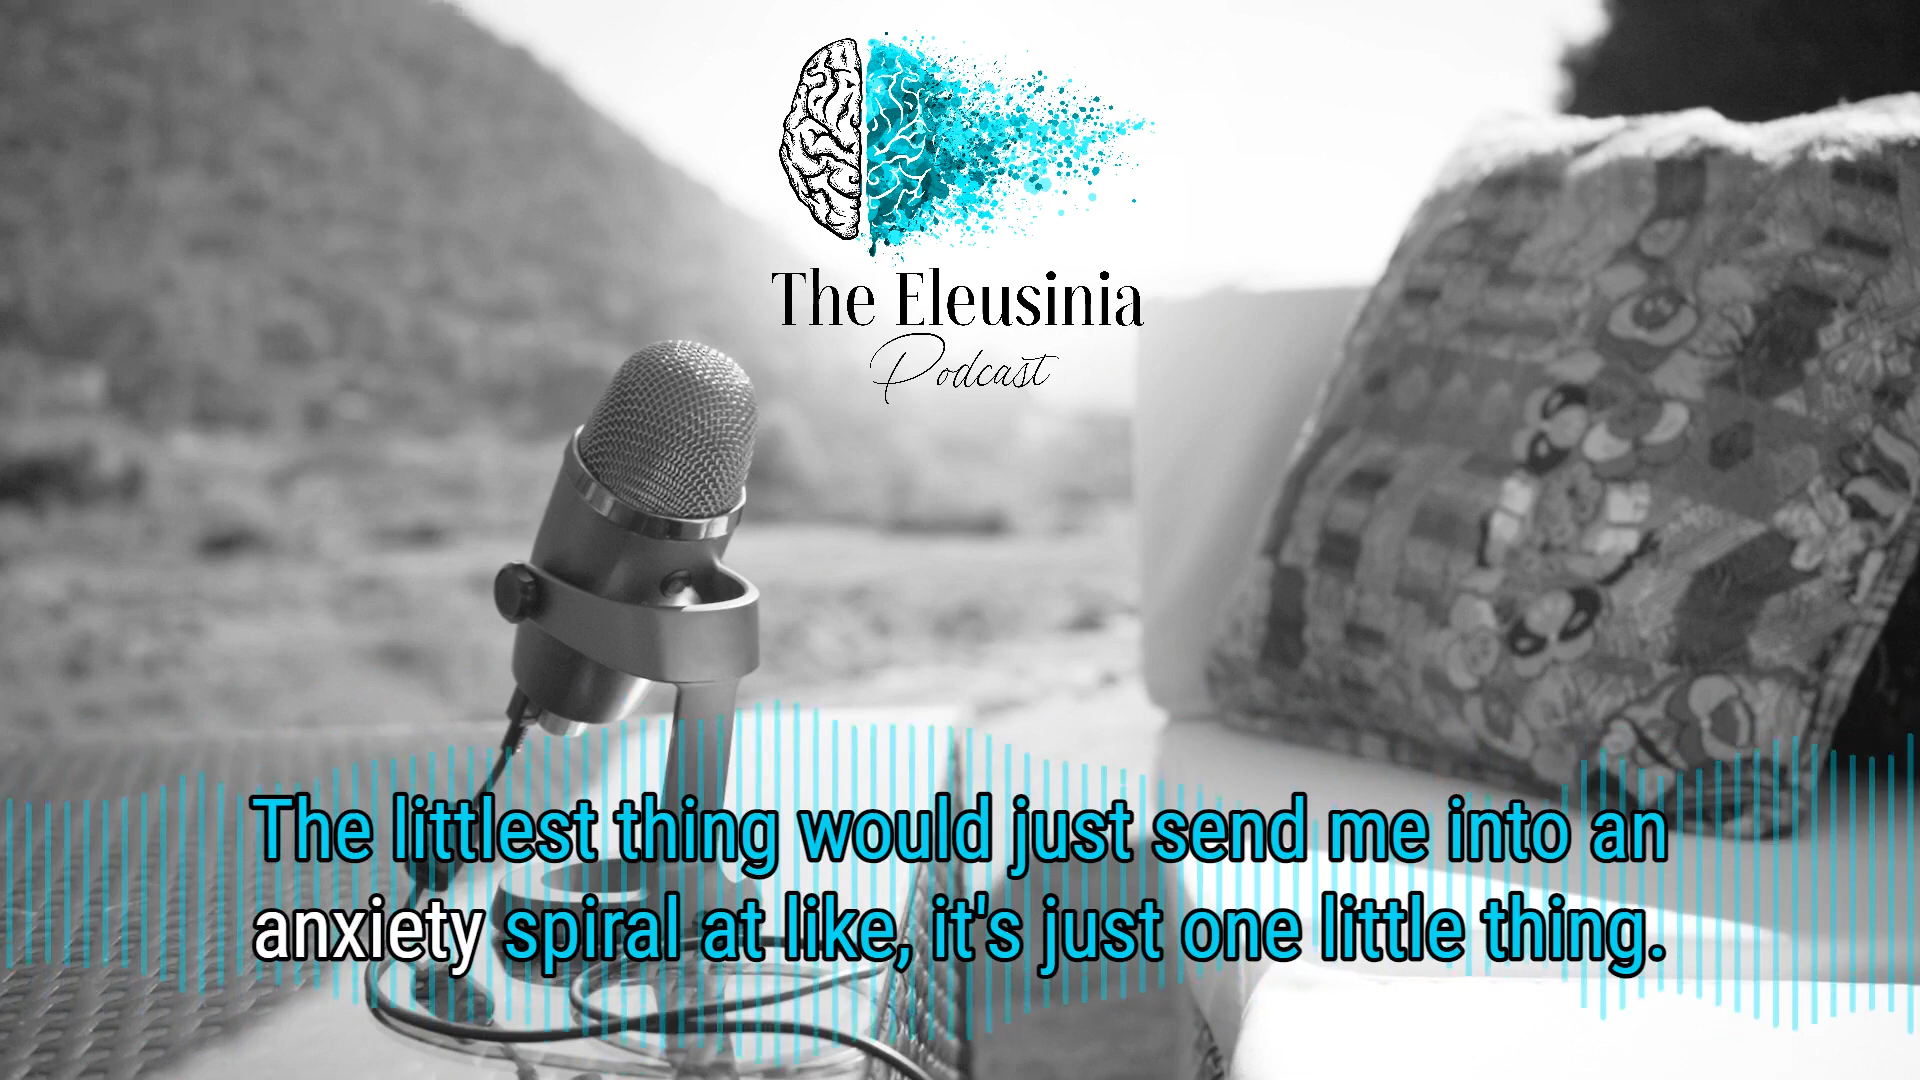 The Eleusinia
Podcast
The littlest thing would just send me into an
anxiety spiral at like, it's just one little thing.